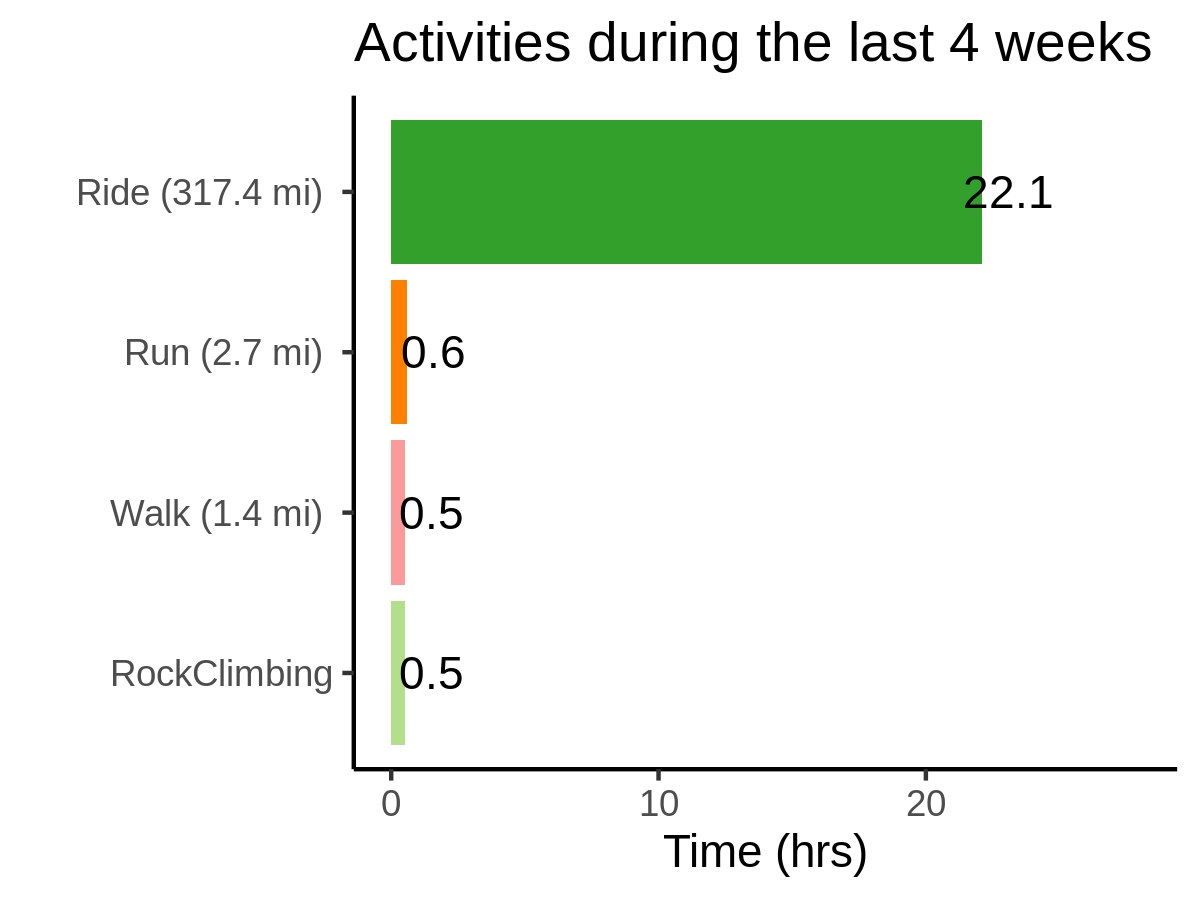 Activities during the last 4 weeks
Ride (317.4 mi)
22.1
Run (2.7 mi)
0.6
Walk (1.4 mi)
0.5
RockClimbing
0.5
0 10 20
Time (hrs)